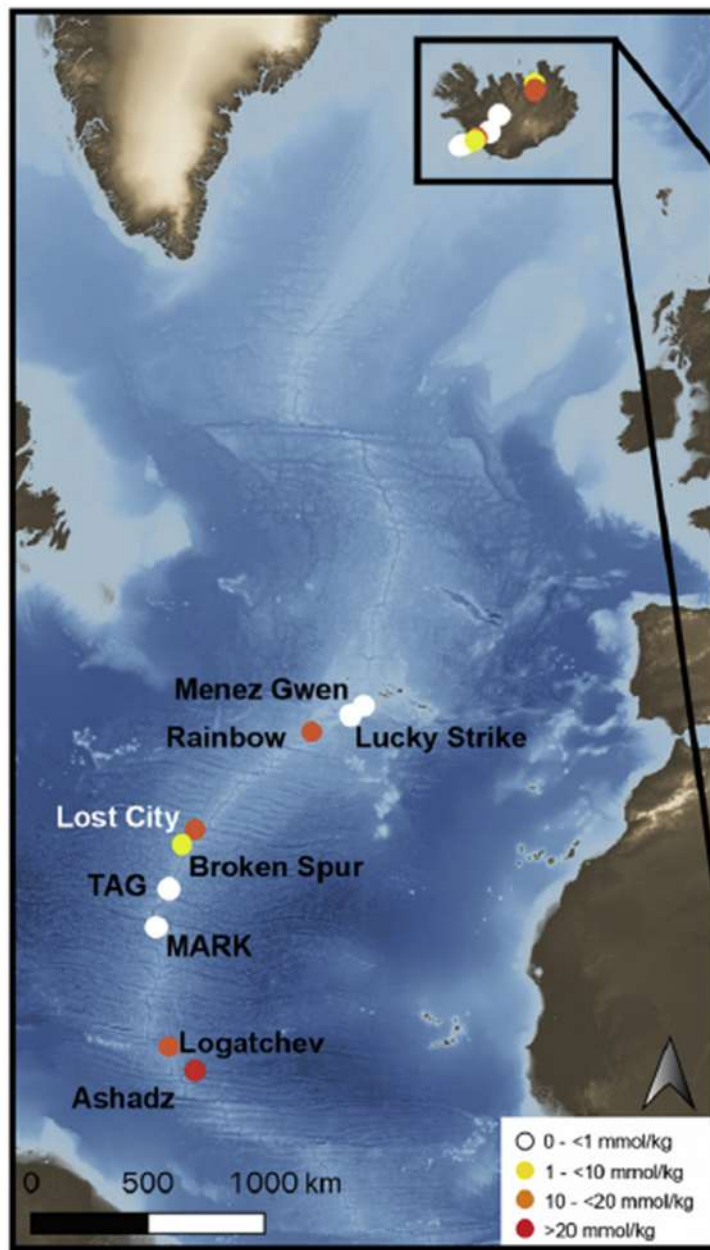 Menez Gwen
Rainbow
Lucky Strike
Lost City
Broken Spur
TAG
MARK
Logatchev
Ashadz
0 - <1 mmol/kg
1 - <10 mmol/kg
10 - <20 mmol/kg
>20 mmol/kg
0 500 1000 km